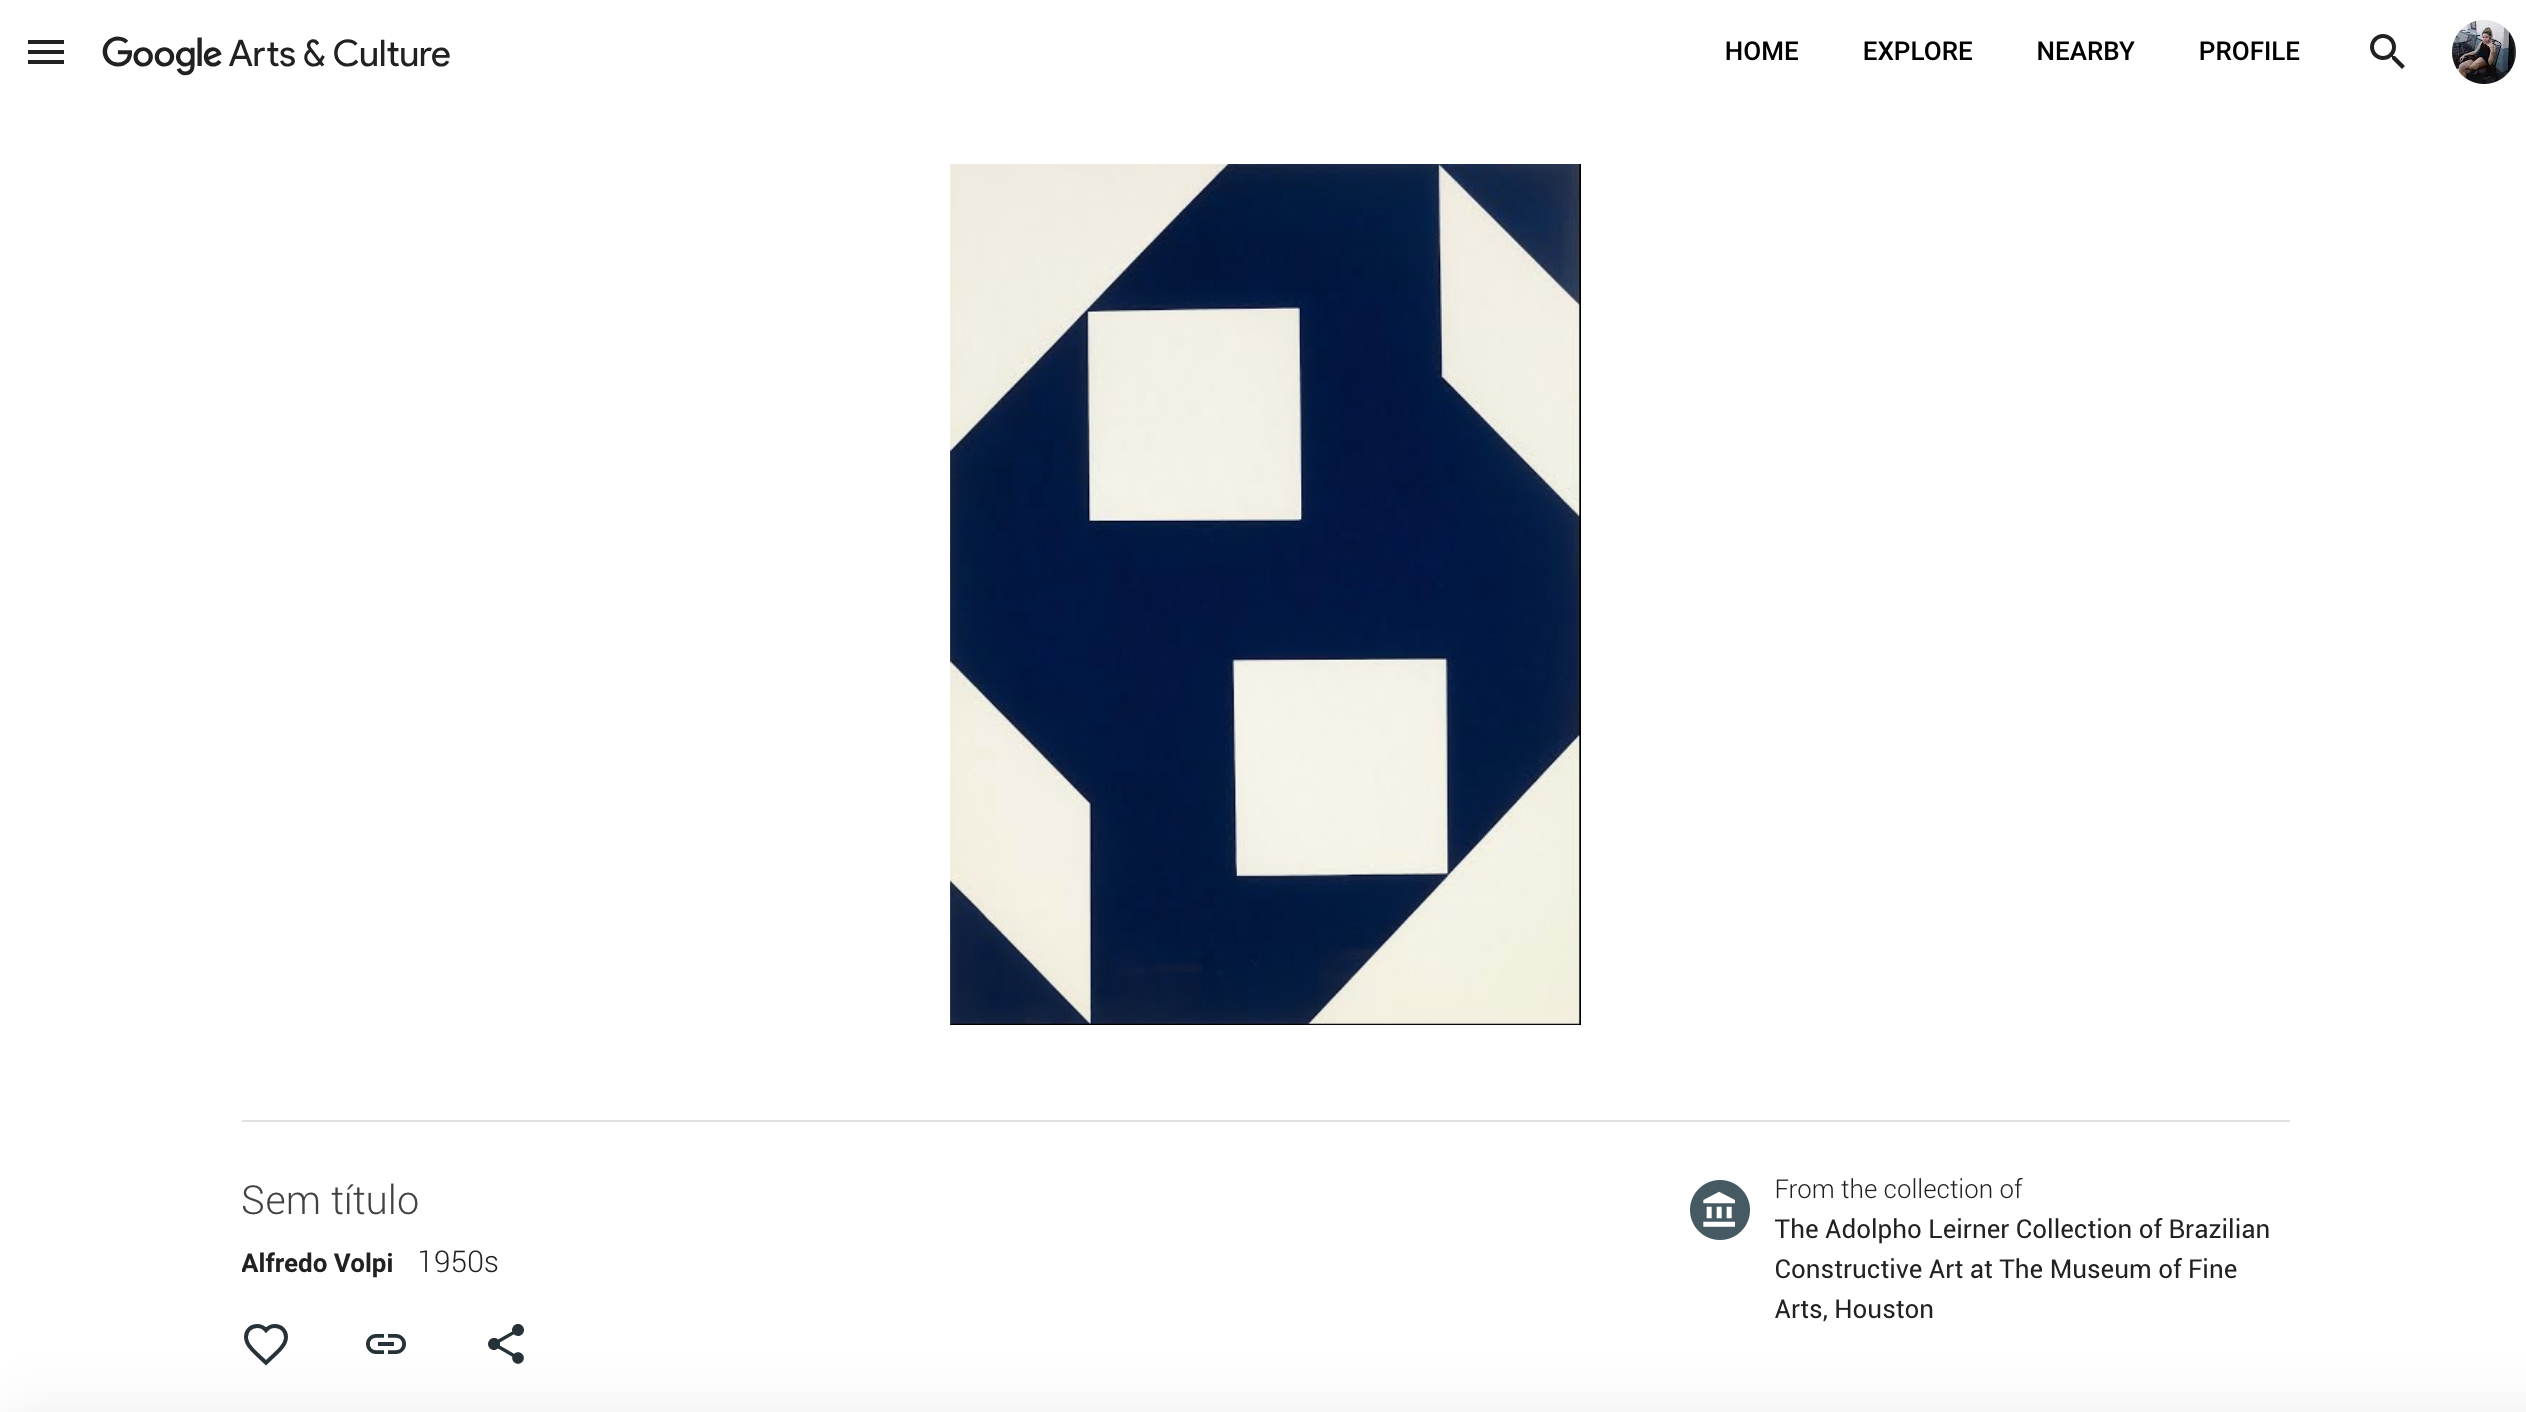 Google Arts & Culture
HOME EXPLORE NEARBY PROFILE
Sem título
Alfredo Volpi 1950s
From the collection of
The Adolpho Leirner Collection of Brazilian
Constructive Art at The Museum of Fine
Arts, Houston